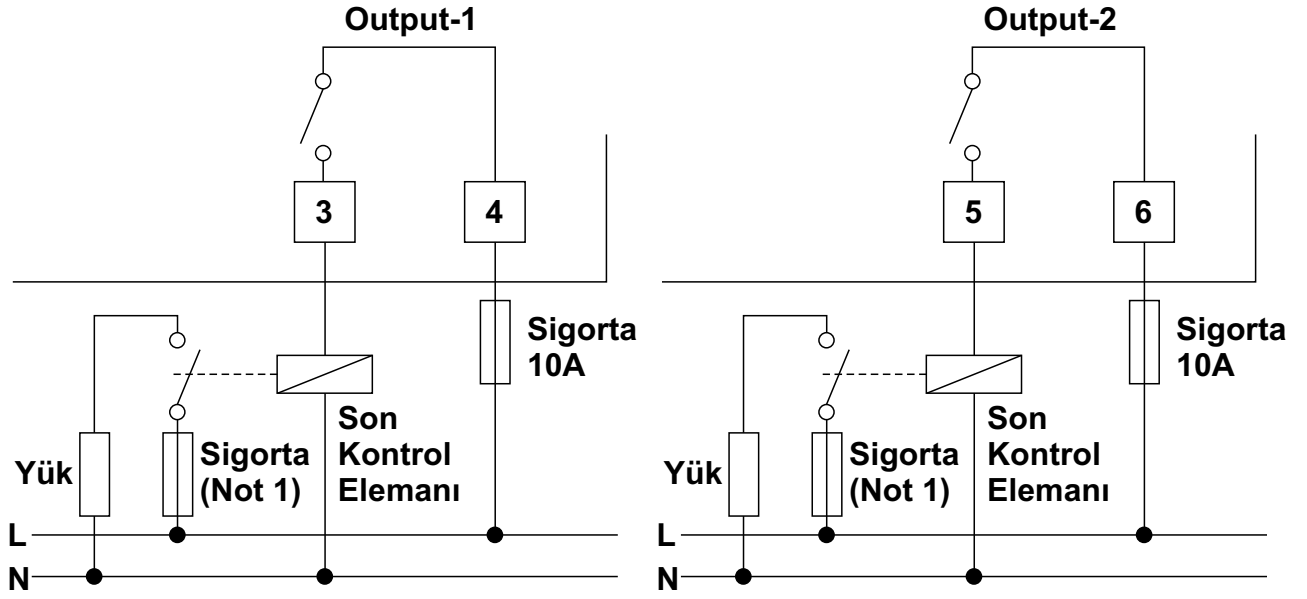 Output-1
3
4
Sigorta
10A
Son
Kontrol
Elemanı
Sigorta
(Not 1)
Yük
L
N
Output-2
5
6
Sigorta
10A
Son
Kontrol
Elemanı
Sigorta
(Not 1)
Yük
L
N